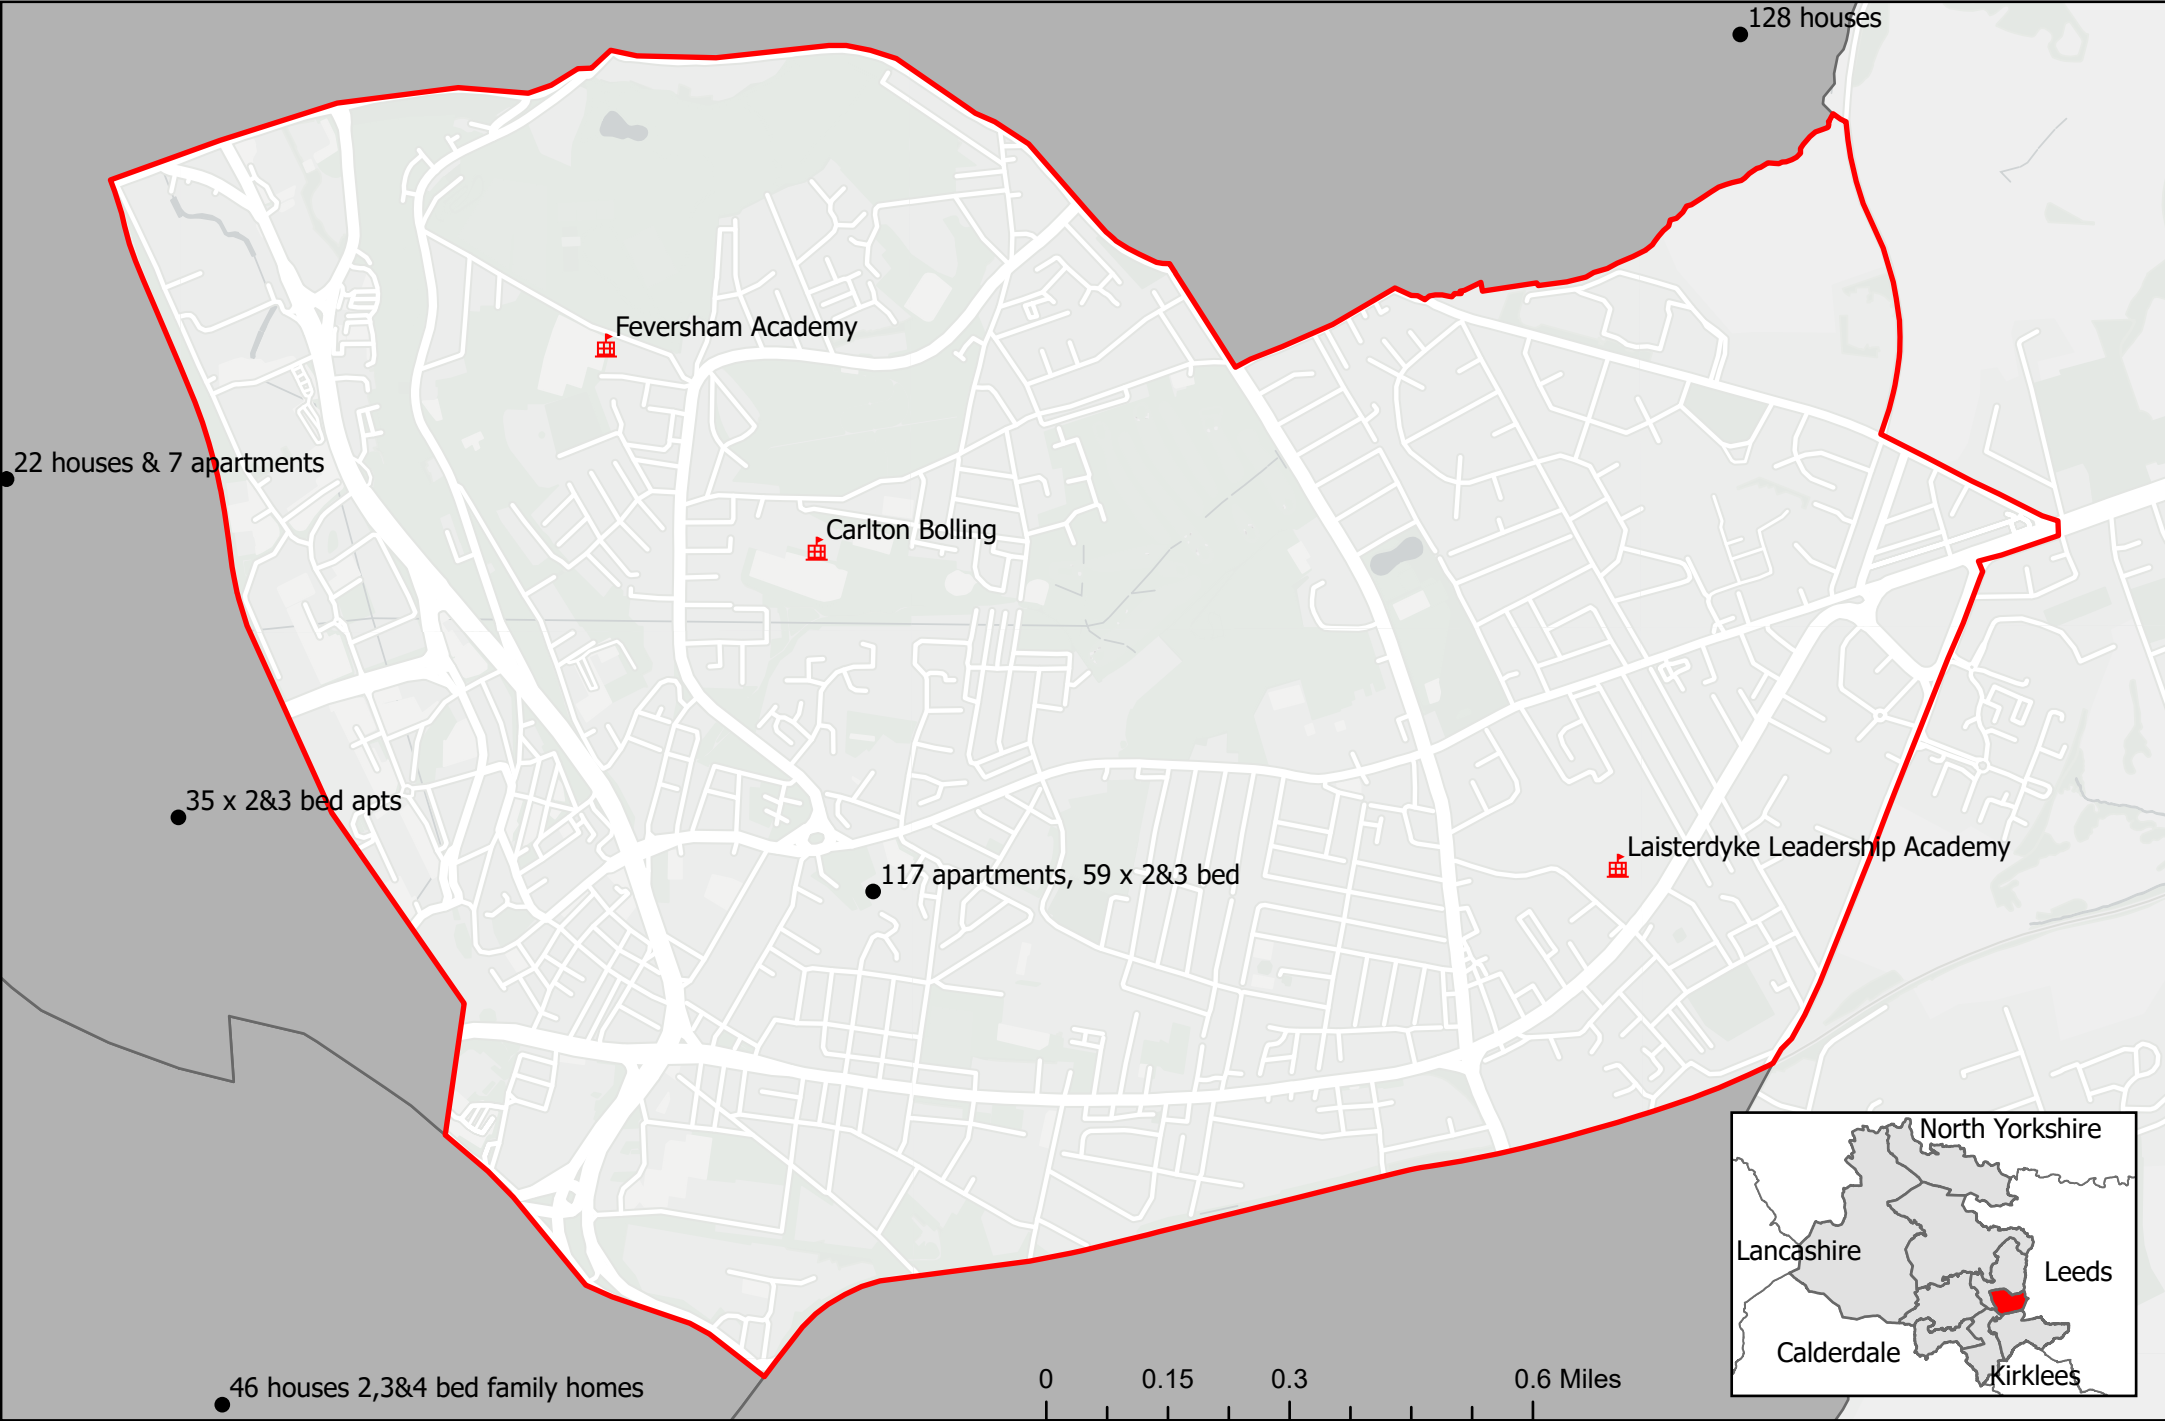 128 houses
Feversham Academy
22 houses & 7 apartments
Carlton Bolling
35 x 2&3 bed apts
Laisterdyke Leadership Academy
117 apartments, 59 x 2&3 bed
North Yorkshire
Lancashire
Leeds
Calderdale
Kirklees
46 houses 2,3&4 bed family homes
0 0.15 0.3 0.6 Miles